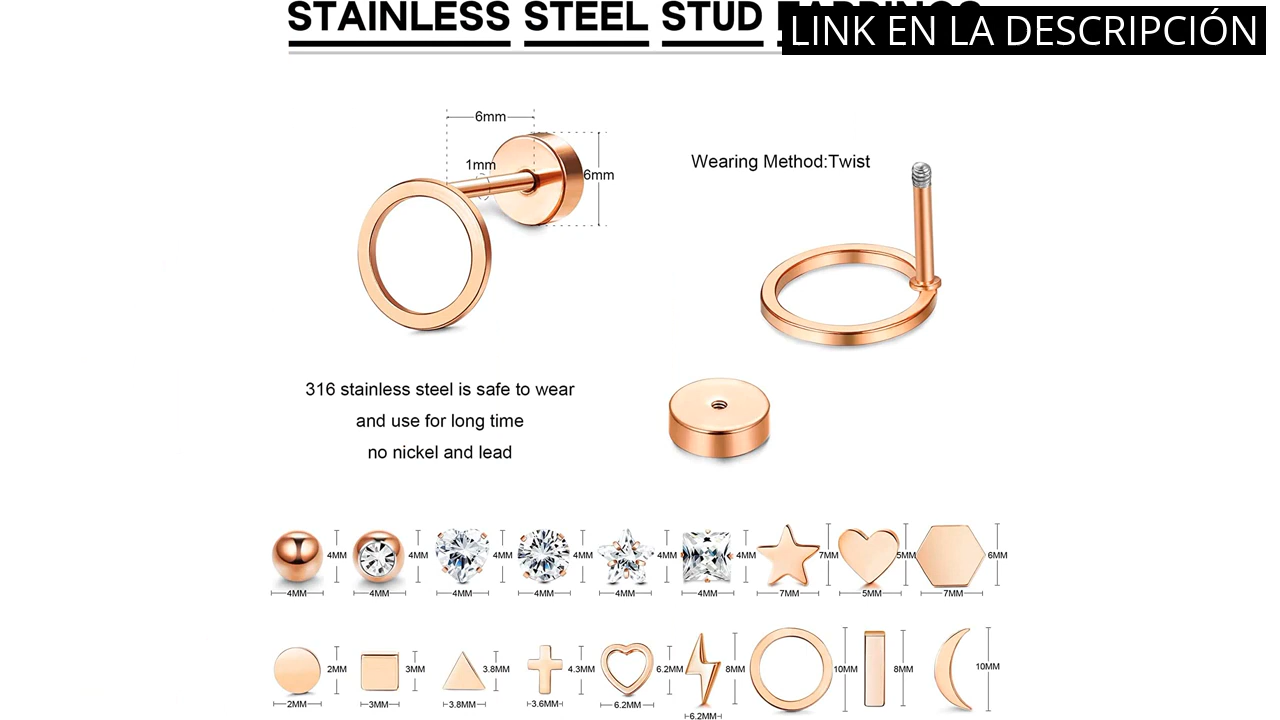 STAINLESS STEEL STUD EARRINGS
LINK EN LA DESCRIPCIÓN
6mm
1mm
6mm
Wearing Method:Twist
316 stainless steel is safe to wear
and use for long time
no nickel and lead
4MM 4MM 4MM 4MM 4MM 4MM 7MM 5MM 6MM
4MM 4MM 4MM 4MM 4MM 4MM 7MM 5MM 7MM
2MM 3MM 3.8MM 4.3MM 6.2MM 8MM 10MM 8MM 10MM
2MM 3MM 3.8MM 3.6MM 6.2MM 6.2MM